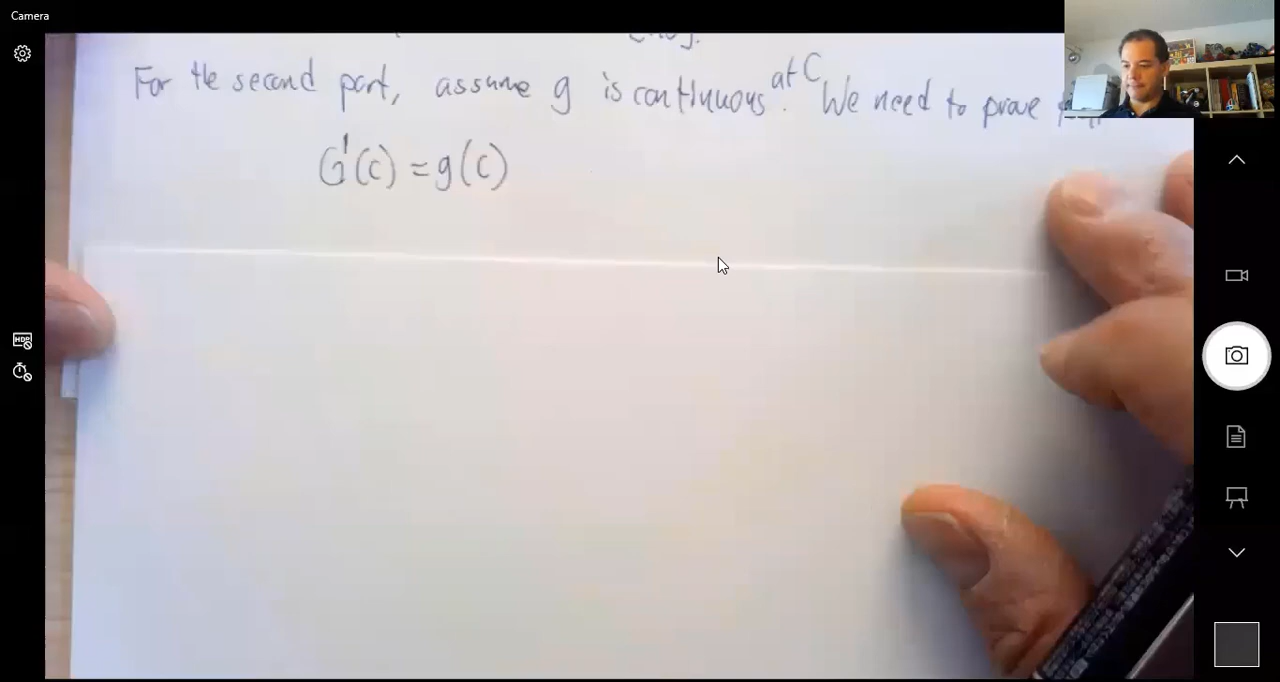 Camera
For the second part, assume g is continuous at C. We need to prove
G'(c) = g(c)